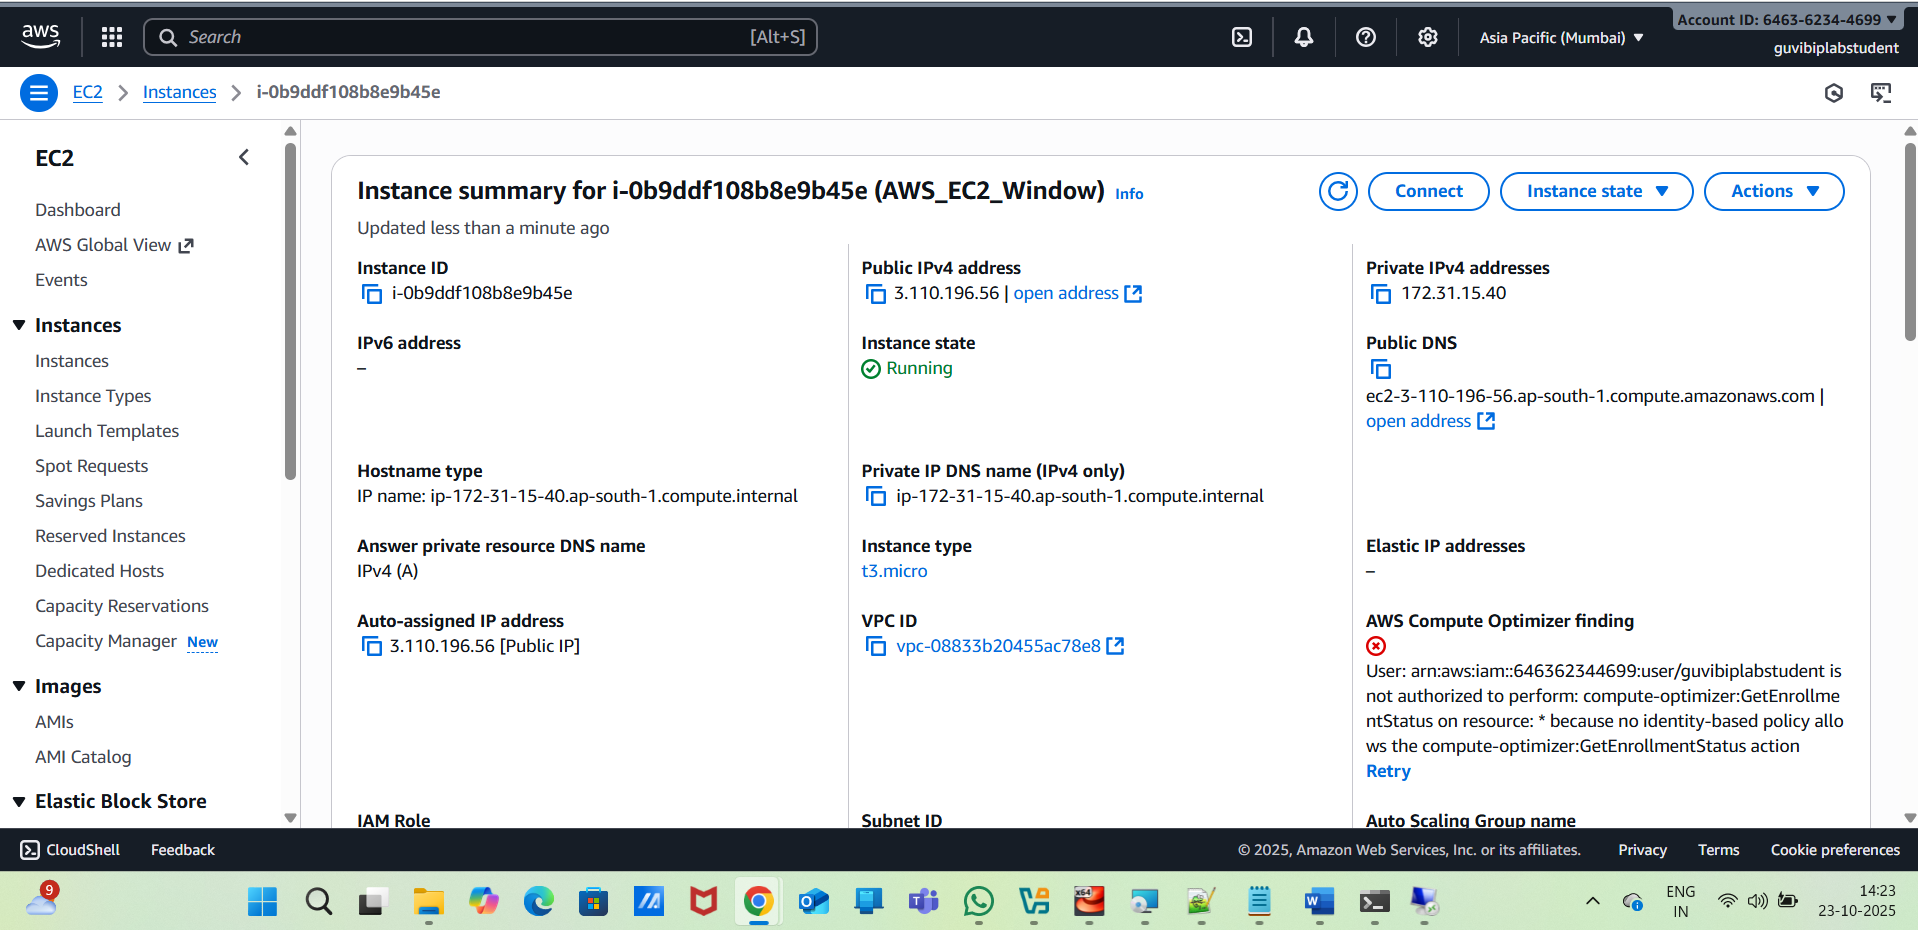 aws
Search
[Alt+S]
Asia Pacific (Mumbai)
Account ID: 6463-6234-4699
guvibiplabstudent
EC2
Instances
i-0b9ddf108b8e9b45e
EC2
Dashboard
AWS Global View
Events
Instances
Instances
Instance Types
Launch Templates
Spot Requests
Savings Plans
Reserved Instances
Dedicated Hosts
Capacity Reservations
Capacity Manager New
Images
AMIs
AMI Catalog
Elastic Block Store
Instance summary for i-0b9ddf108b8e9b45e (AWS_EC2_Window) Info
Updated less than a minute ago
Connect
Instance state
Actions
Instance ID
i-0b9ddf108b8e9b45e
Public IPv4 address
3.110.196.56 | open address
Private IPv4 addresses
172.31.15.40
IPv6 address
–
Instance state
Running
Public DNS
ec2-3-110-196-56.ap-south-1.compute.amazonaws.com |
open address
Hostname type
IP name: ip-172-31-15-40.ap-south-1.compute.internal
Private IP DNS name (IPv4 only)
ip-172-31-15-40.ap-south-1.compute.internal
Answer private resource DNS name
IPv4 (A)
Instance type
t3.micro
Elastic IP addresses
–
Auto-assigned IP address
3.110.196.56 [Public IP]
VPC ID
vpc-08833b20455ac78e8
AWS Compute Optimizer finding
User: arn:aws:iam::646362344699:user/guvibiplabstudent is
not authorized to perform: compute-optimizer:GetEnrollme
ntStatus on resource: * because no identity-based policy allo
ws the compute-optimizer:GetEnrollmentStatus action
Retry
IAM Role
Subnet ID
Auto Scaling Group name
CloudShell
Feedback
© 2025, Amazon Web Services, Inc. or its affiliates.
Privacy
Terms
Cookie preferences
9
x64
ENG
IN
14:23
23-10-2025